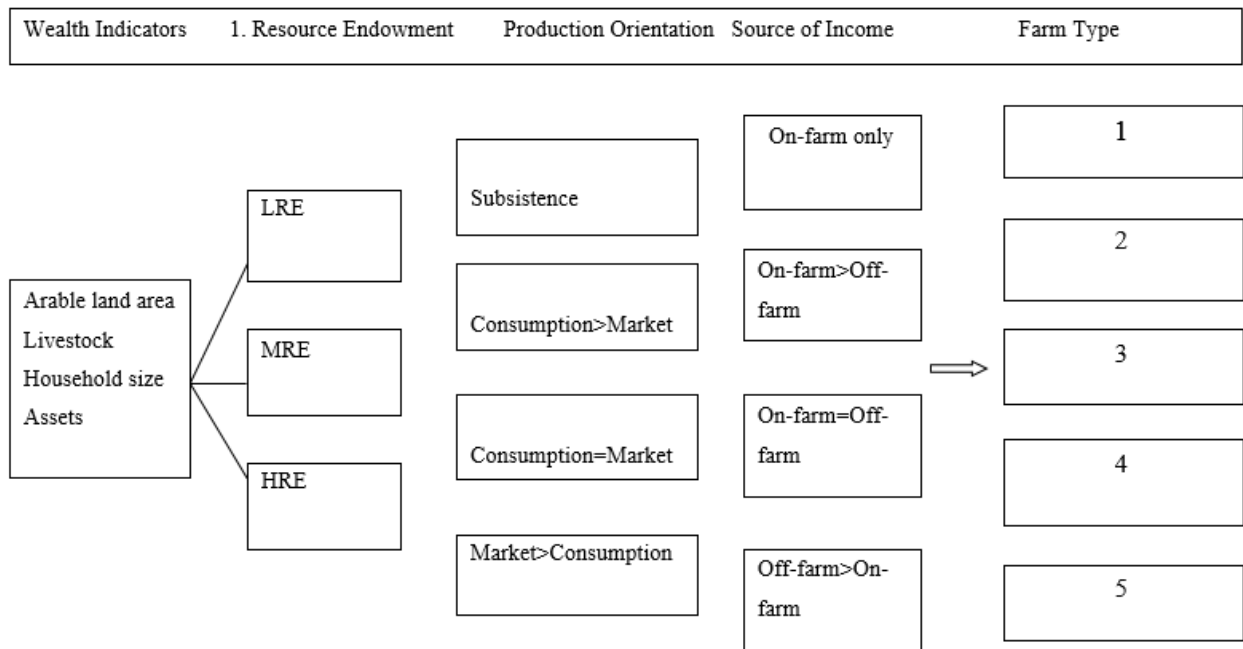 Wealth Indicators 1. Resource Endowment Production Orientation Source of Income Farm Type
Arable land area
Livestock
Household size
Assets
LRE
MRE
HRE
Subsistence
Consumption>Market
Consumption=Market
Market>Consumption
On-farm only
On-farm>Off-
farm
On-farm=Off-
farm
Off-farm>On-
farm
1
2
3
4
5